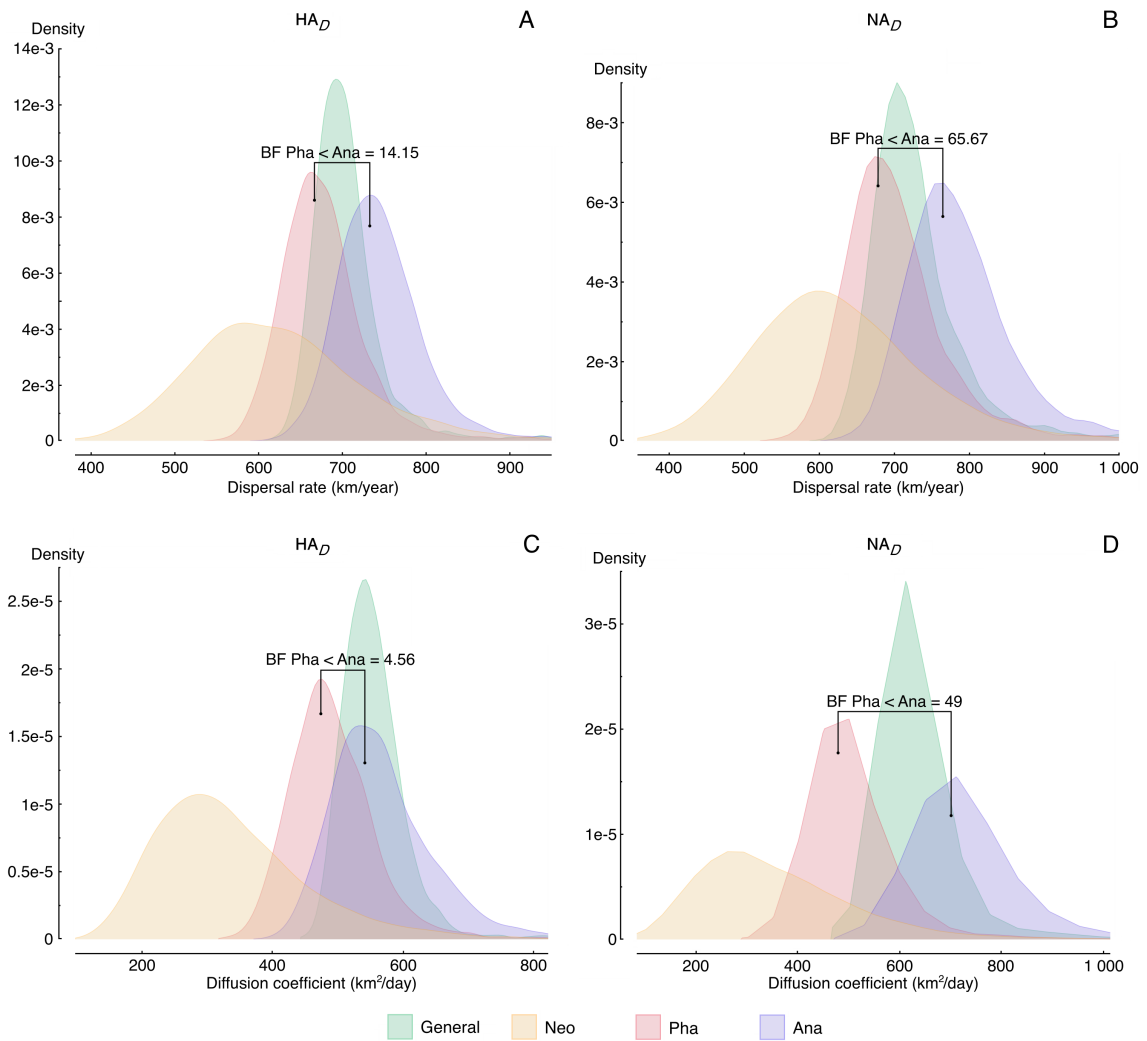 HA_D
A
Density
14e-3
12e-3
10e-3
8e-3
6e-3
4e-3
2e-3
0
BF Pha < Ana = 14.15
400 500 600 700 800 900
Dispersal rate (km/year)
NA_D
B
Density
8e-3
6e-3
4e-3
2e-3
0
BF Pha < Ana = 65.67
400 500 600 700 800 900 1 000
Dispersal rate (km/year)
HA_D
C
Density
2.5e-5
2e-5
1.5e-5
1e-5
0.5e-5
0
BF Pha < Ana = 4.56
200 400 600 800
Diffusion coefficient (km²/day)
NA_D
D
Density
3e-5
2e-5
1e-5
0
BF Pha < Ana = 49
200 400 600 800 1 000
Diffusion coefficient (km²/day)
General Neo Pha Ana